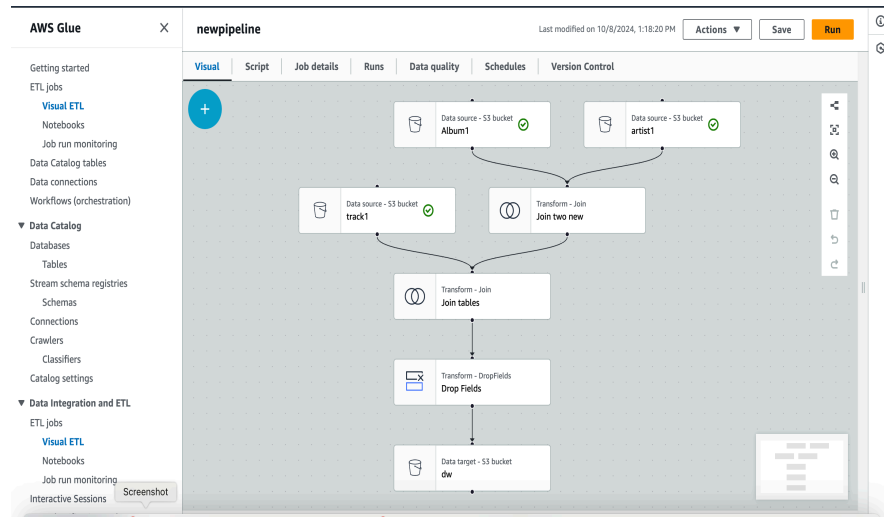 AWS Glue
X
newpipeline
Last modified on 10/8/2024, 1:18:20 PM
Actions ▼
Save
Run
Getting started
ETL jobs
Visual ETL
Notebooks
Job run monitoring
Data Catalog tables
Data connections
Workflows (orchestration)
▼ Data Catalog
Databases
Tables
Stream schema registries
Schemas
Connections
Crawlers
Classifiers
Catalog settings
▼ Data Integration and ETL
ETL jobs
Visual ETL
Notebooks
Job run monitoring
Interactive Sessions
Screenshot
Visual
Script
Job details
Runs
Data quality
Schedules
Version Control
+
Data source - S3 bucket
Album1
Data source - S3 bucket
artist1
Data source - S3 bucket
track1
Transform - Join
Join two new
Transform - Join
Join tables
Transform - DropFields
Drop Fields
Data target - S3 bucket
dw